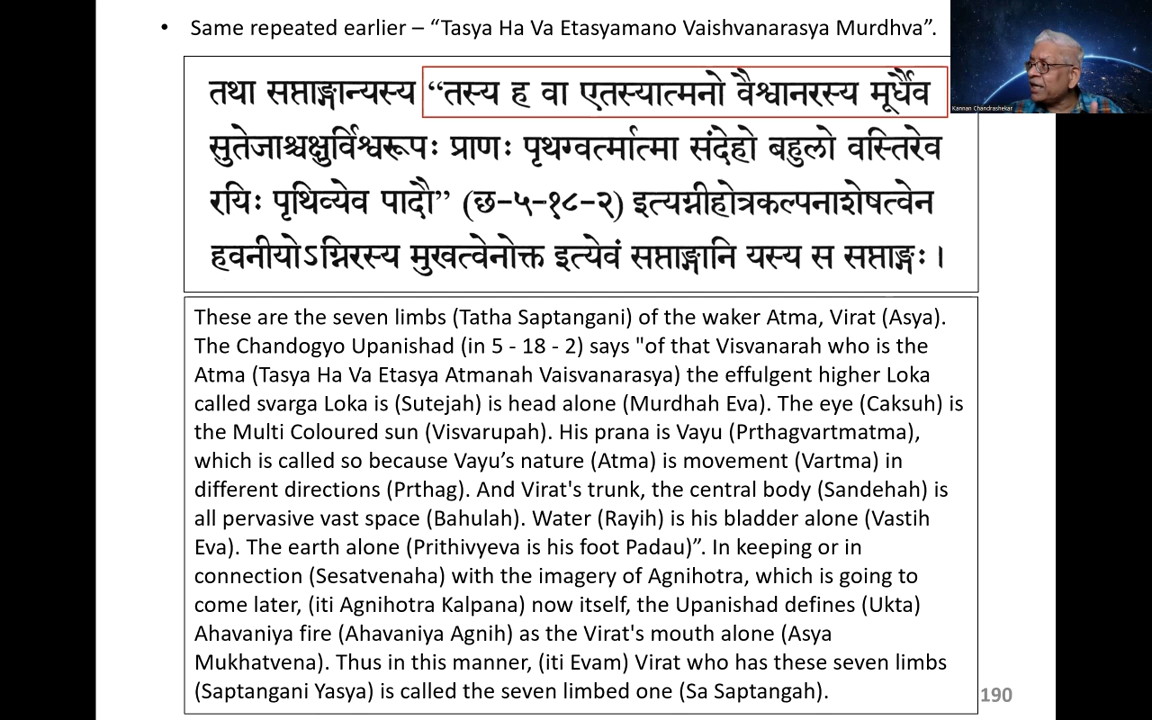 • Same repeated earlier – “Tasya Ha Va Etasyamano Vaishvanarasya Murdhva”.
तथा सप्ताङ्गान्यस्य “तस्य ह वा एतस्यात्मनो वैश्वानरस्य मूर्धैव
सुतेजाश्चक्षुर्विश्वरूपः प्राणः पृथग्वर्त्मात्मा संदेहो बहुलो वस्तिरेव
रयिः पृथिव्येव पादौ” (छ-५-१८-२) इत्यग्नीहोत्रकल्पनाशेषत्वेन
हवनीयोऽग्निरस्य मुखत्वेनोक्त इत्येवं सप्ताङ्गानि यस्य स सप्ताङ्गः ।
These are the seven limbs (Tatha Saptangani) of the waker Atma, Virat (Asya).
The Chandogyo Upanishad (in 5 - 18 - 2) says "of that Visvanarah who is the
Atma (Tasya Ha Va Etasya Atmanah Vaisvanarasya) the effulgent higher Loka
called svarga Loka is (Sutejah) is head alone (Murdhah Eva). The eye (Caksuh) is
the Multi Coloured sun (Visvarupah). His prana is Vayu (Prthagvartmatma),
which is called so because Vayu’s nature (Atma) is movement (Vartma) in
different directions (Prthag). And Virat's trunk, the central body (Sandehah) is
all pervasive vast space (Bahulah). Water (Rayih) is his bladder alone (Vastih
Eva). The earth alone (Prithivyeva is his foot Padau)”. In keeping or in
connection (Sesatvenaha) with the imagery of Agnihotra, which is going to
come later, (iti Agnihotra Kalpana) now itself, the Upanishad defines (Ukta)
Ahavaniya fire (Ahavaniya Agnih) as the Virat's mouth alone (Asya
Mukhatvena). Thus in this manner, (iti Evam) Virat who has these seven limbs
(Saptangani Yasya) is called the seven limbed one (Sa Saptangah).
190
Kannan Chandrashekar